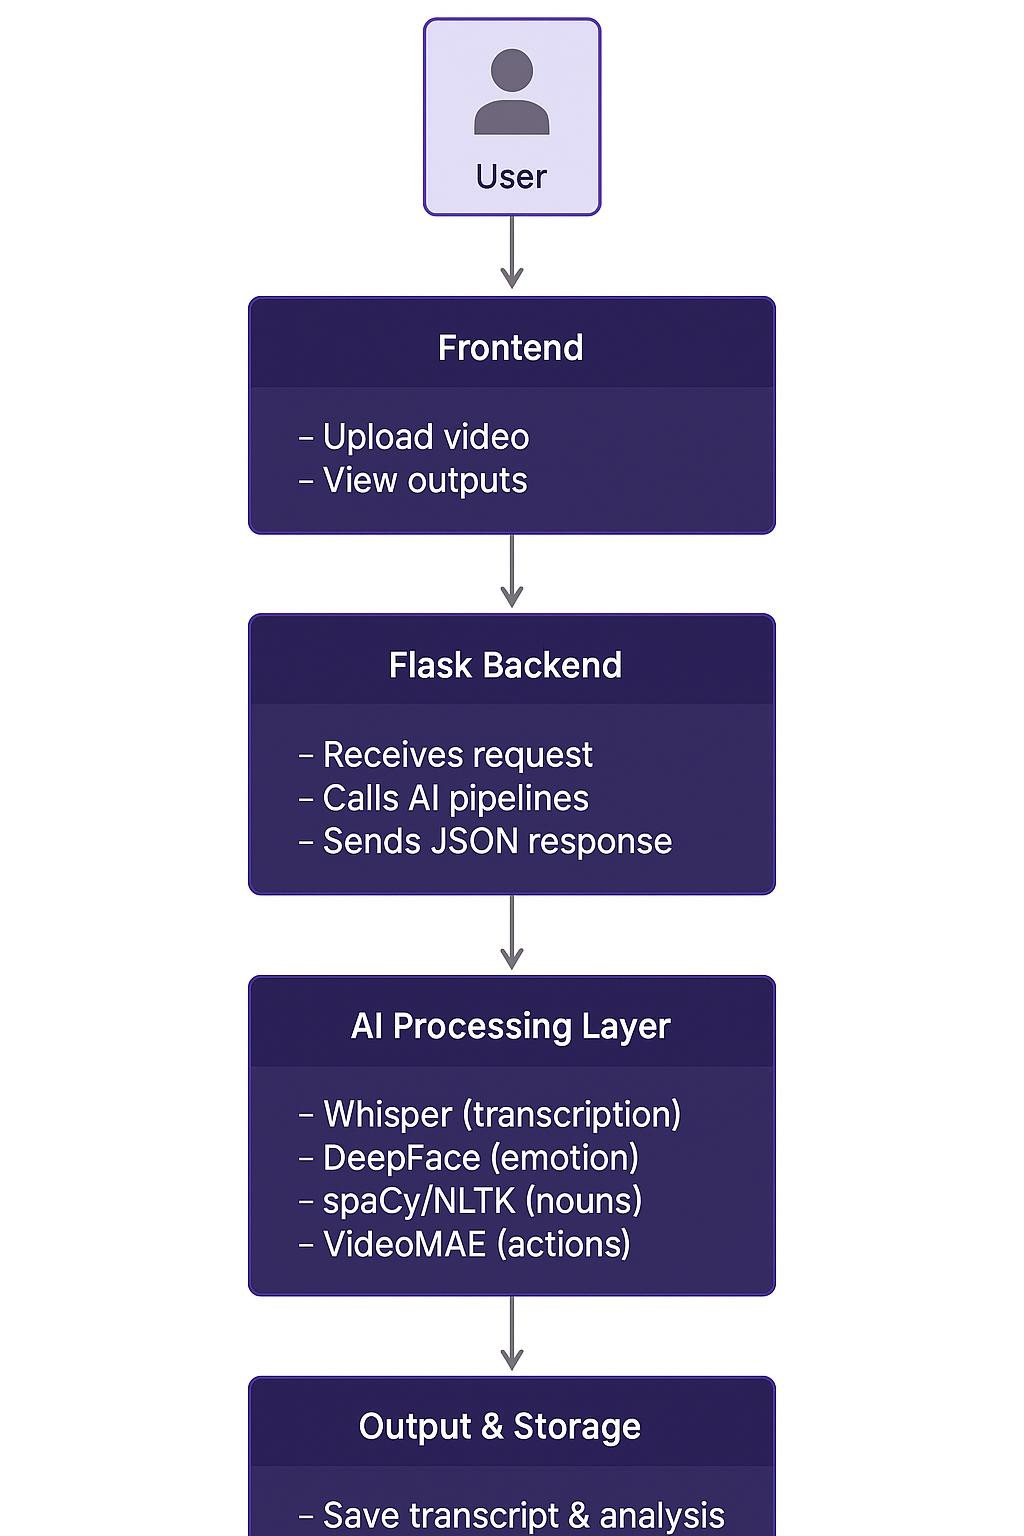 User
Frontend
– Upload video
– View outputs
Flask Backend
– Receives request
– Calls AI pipelines
– Sends JSON response
AI Processing Layer
– Whisper (transcription)
– DeepFace (emotion)
– spaCy/NLTK (nouns)
– VideoMAE (actions)
Output & Storage
– Save transcript & analysis